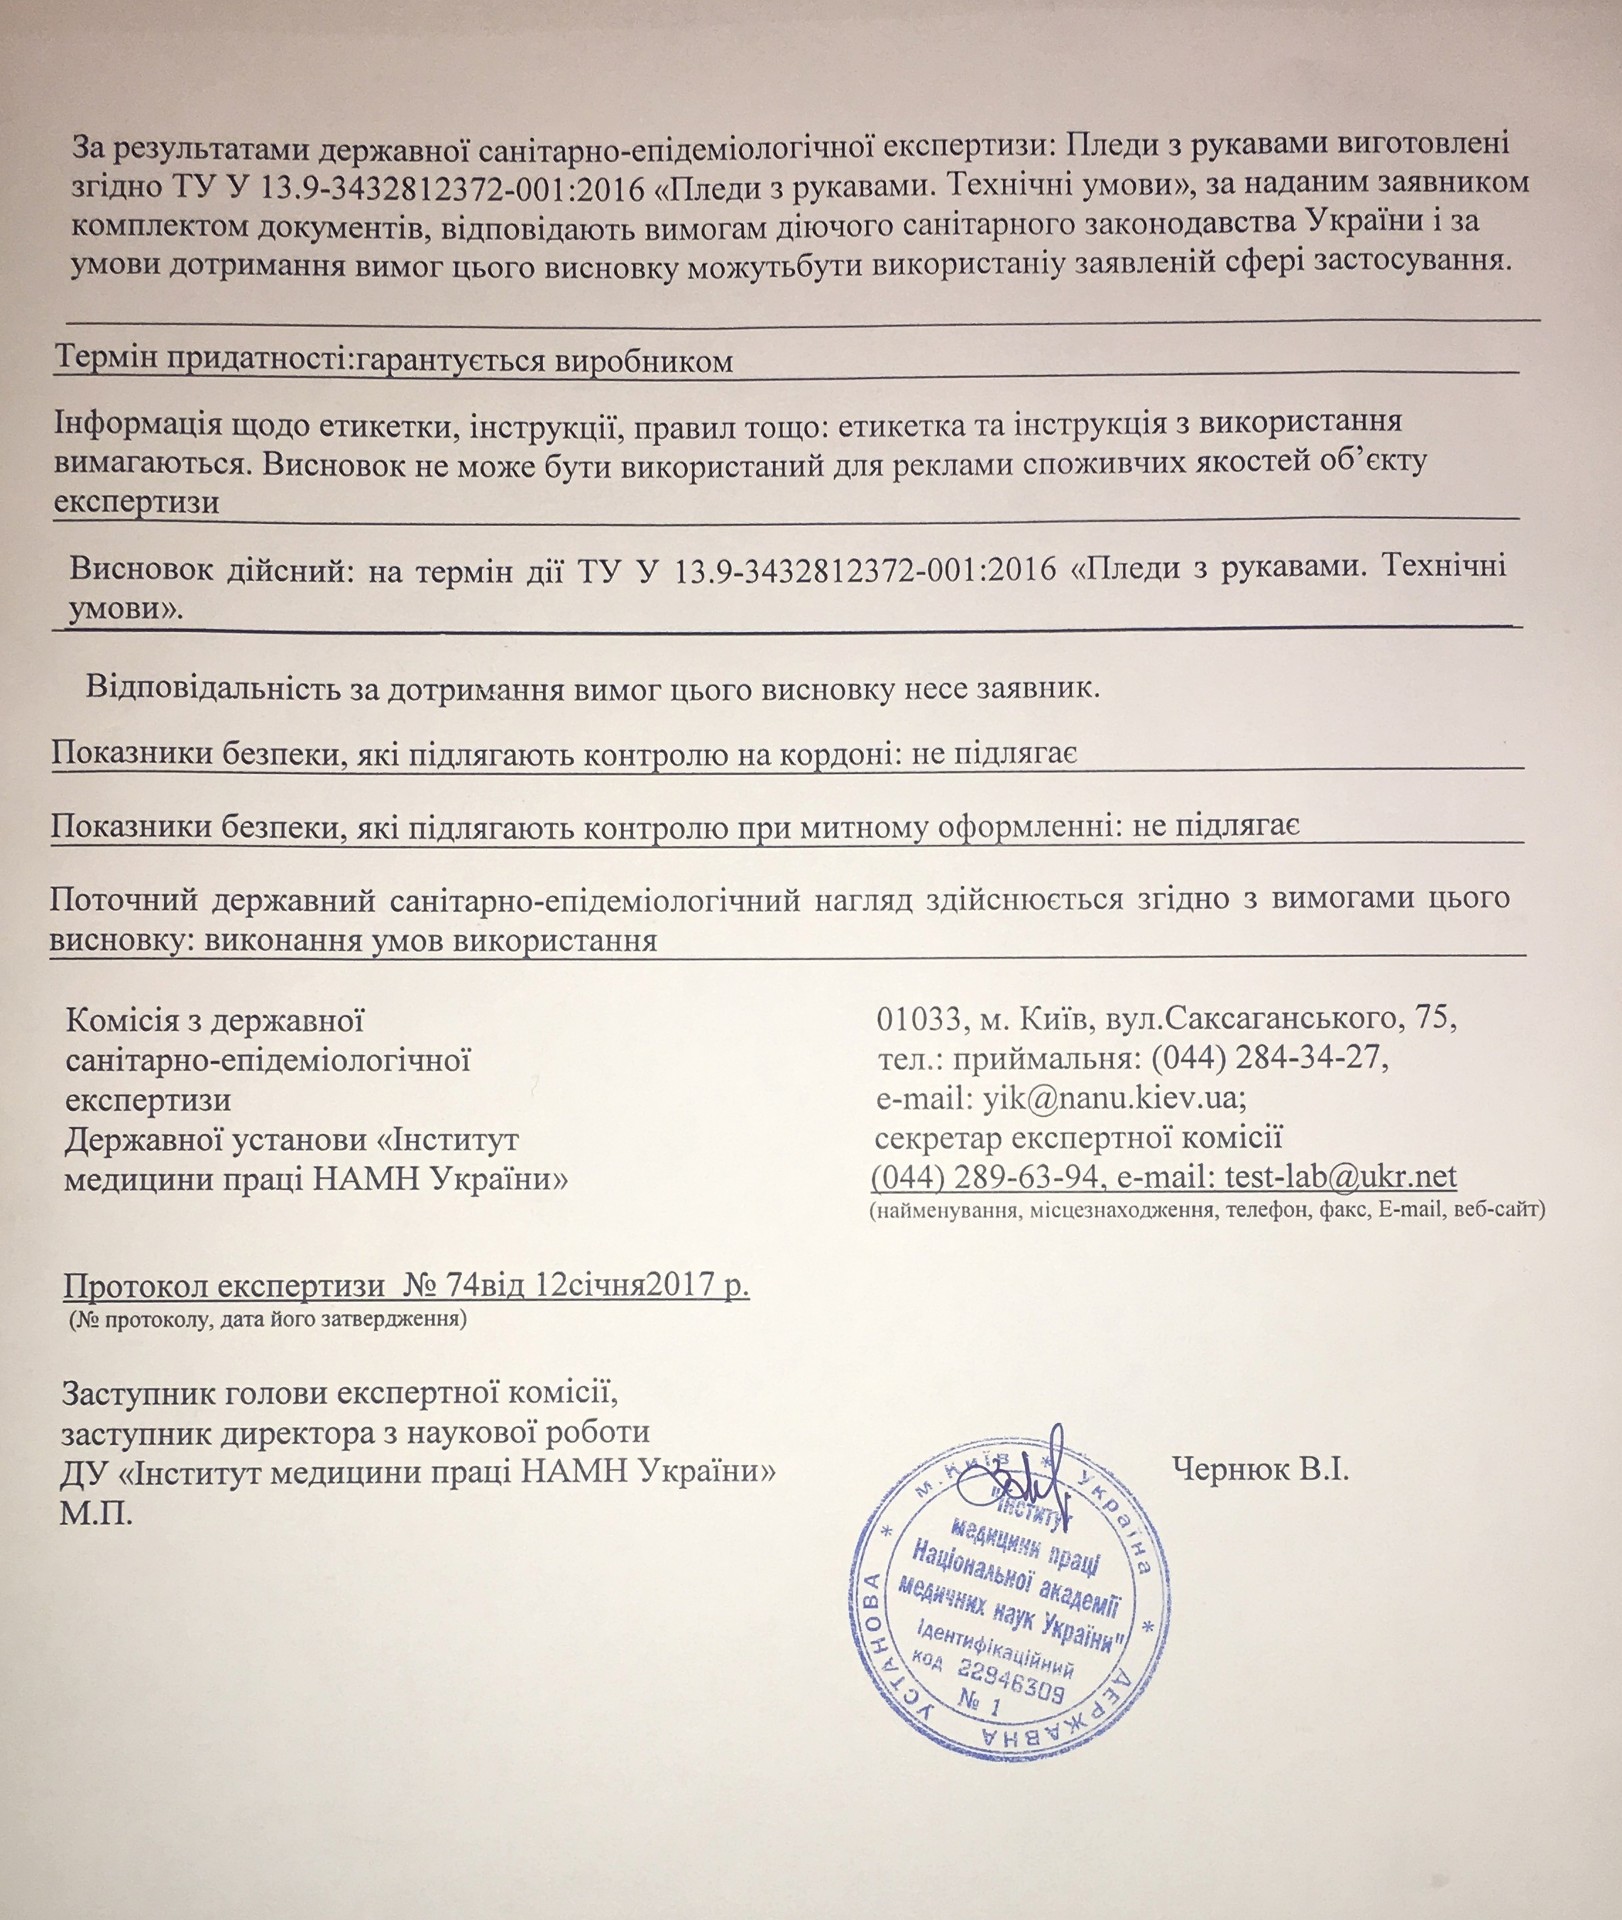 За результатами державної санітарно-епідеміологічної експертизи: Пледи з рукавами виготовлені
згідно ТУ У 13.9-3432812372-001:2016 «Пледи з рукавами. Технічні умови», за наданим заявником
комплектом документів, відповідають вимогам діючого санітарного законодавства України і за
умови дотримання вимог цього висновку можутьбути використаніу заявленій сфері застосування.
Термін придатності:гарантується виробником
Інформація щодо етикетки, інструкції, правил тощо: етикетка та інструкція з використання
вимагаються. Висновок не може бути використаний для реклами споживчих якостей об’єкту
експертизи
Висновок дійсний: на термін дії ТУ У 13.9-3432812372-001:2016 «Пледи з рукавами. Технічні
умови».
Відповідальність за дотримання вимог цього висновку несе заявник.
Показники безпеки, які підлягають контролю на кордоні: не підлягає
Показники безпеки, які підлягають контролю при митному оформленні: не підлягає
Поточний державний санітарно-епідеміологічний нагляд здійснюється згідно з вимогами цього
висновку: виконання умов використання
Комісія з державної
санітарно-епідеміологічної
експертизи
Державної установи «Інститут
медицини праці НАМН України»
01033, м. Київ, вул.Саксаганського, 75,
тел.: приймальня: (044) 284-34-27,
e-mail: yik@nanu.kiev.ua;
секретар експертної комісії
(044) 289-63-94, e-mail: test-lab@ukr.net
(найменування, місцезнаходження, телефон, факс, E-mail, веб-сайт)
Протокол експертизи № 74від 12січня2017 р.
(№ протоколу, дата його затвердження)
Заступник голови експертної комісії,
заступник директора з наукової роботи
ДУ «Інститут медицини праці НАМН України»
М.П.
Чернюк В.І.
м.Київ * Україна * ДЕРЖАВНА УСТАНОВА *
"Інститут
медицини праці
Національної академії
медичних наук України"
Ідентифікаційний
код 22946309
№ 1